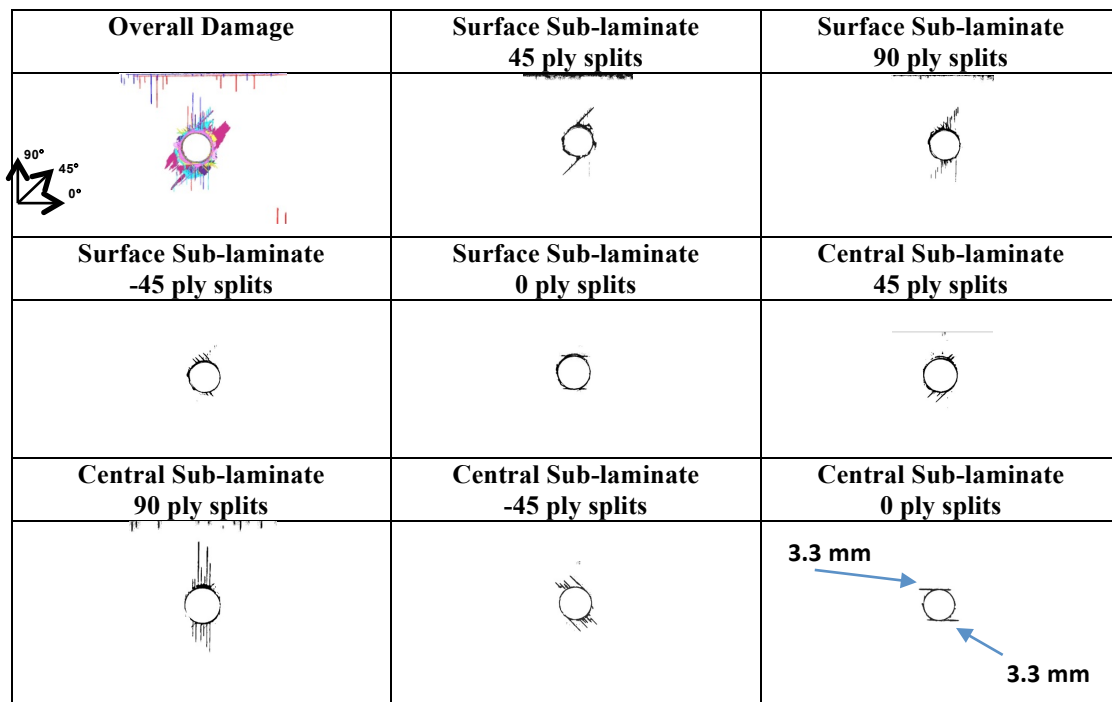 Overall Damage
Surface Sub-laminate
45 ply splits
Surface Sub-laminate
90 ply splits
90°
45°
0°
Surface Sub-laminate
-45 ply splits
Surface Sub-laminate
0 ply splits
Central Sub-laminate
45 ply splits
Central Sub-laminate
90 ply splits
Central Sub-laminate
-45 ply splits
Central Sub-laminate
0 ply splits
3.3 mm
3.3 mm